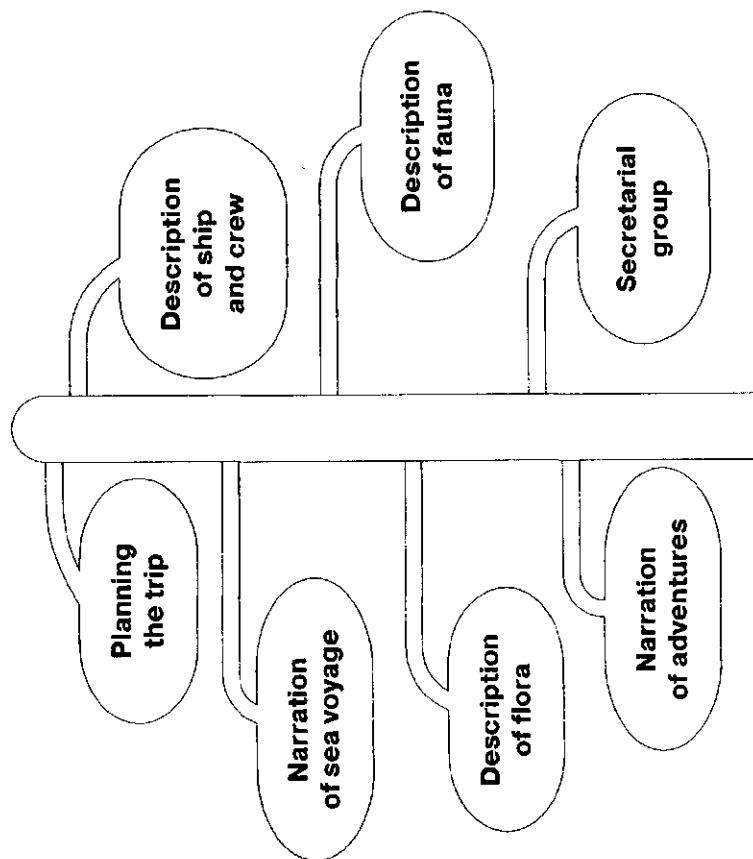 Narration
of adventures
Description
of flora
Narration
of sea voyage
Planning
the trip
Secretarial
group
Description
of fauna
Description
of ship
and crew